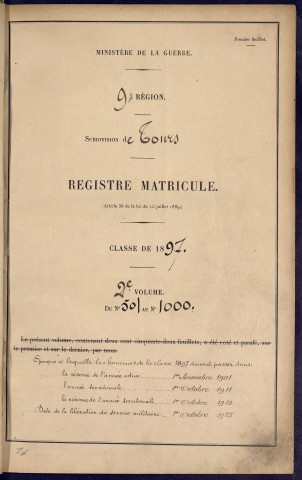 Premier feuillet.
MINISTÈRE DE LA GUERRE.
9e RÉGION.
SUBDIVISION de Tours
REGISTRE MATRICULE.
(Article 36 de la loi du 15 juillet 1889)
CLASSE DE 1897.
2e VOLUME.
DU No 501 AU No 1000.
Le présent volume, contenant deux cent cinquante-deux feuillets, a été coté et parafé, sur
le premier et sur le dernier, par nous
Époques à laquelle les hommes de la classe 1897 doivent passer dans
la réserve de l'armée active 1er Novembre 1901
l'armée territoriale 1er Octobre 1911
la réserve de l'armée territoriale 1er Octobre
Date de la libération du service militaire 1er Octobre